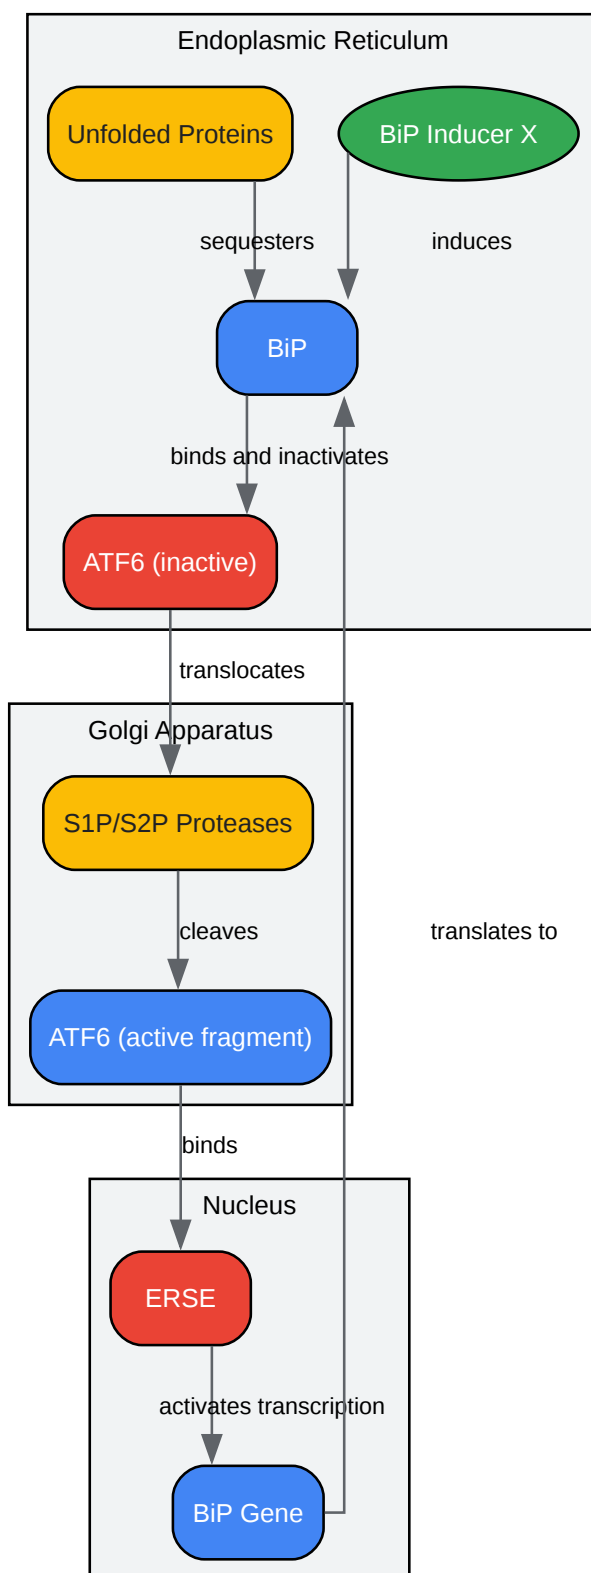 Endoplasmic Reticulum
Unfolded Proteins
BiP Inducer X
sequesters
induces
BiP
binds and inactivates
ATF6 (inactive)
translocates
Golgi Apparatus
S1P/S2P Proteases
cleaves
translates to
ATF6 (active fragment)
binds
Nucleus
ERSE
activates transcription
BiP Gene